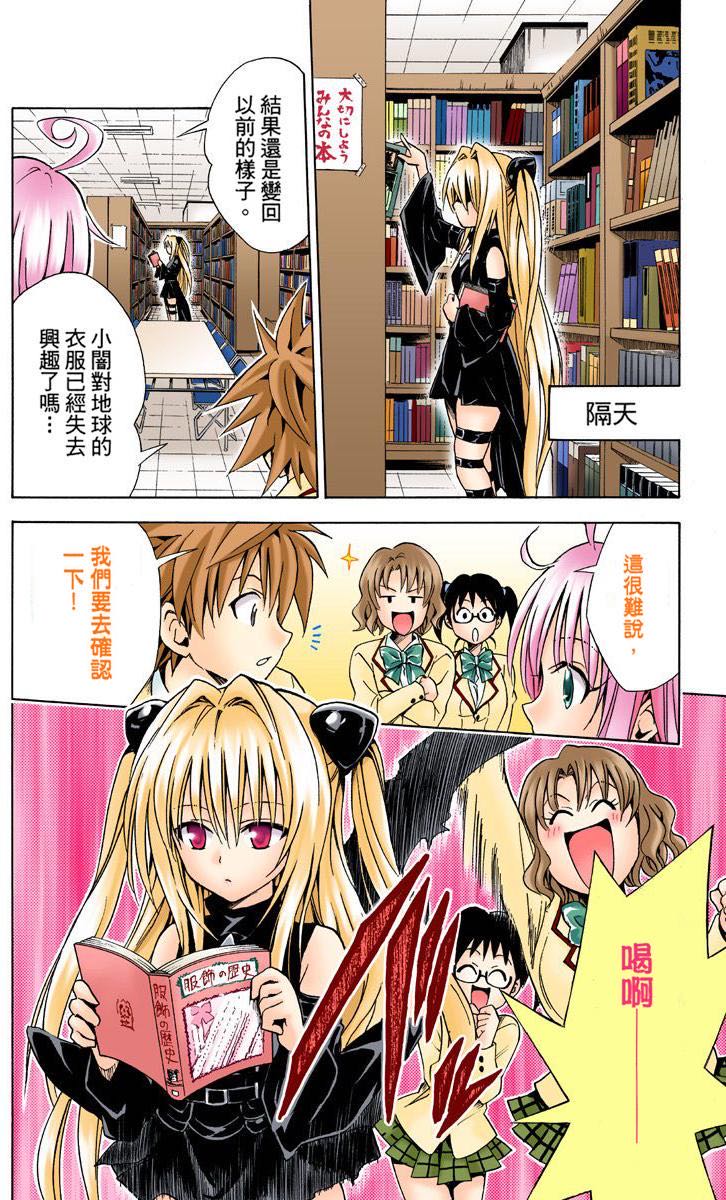 大切にしよう
みんなの本
隔天
結果還是變回
以前的樣子。
小闇對地球的
衣服已經失去
興趣了嗎…
這很難說，
我們要去確認
一下！
喝啊——
服飾の歴史
服飾の歴史